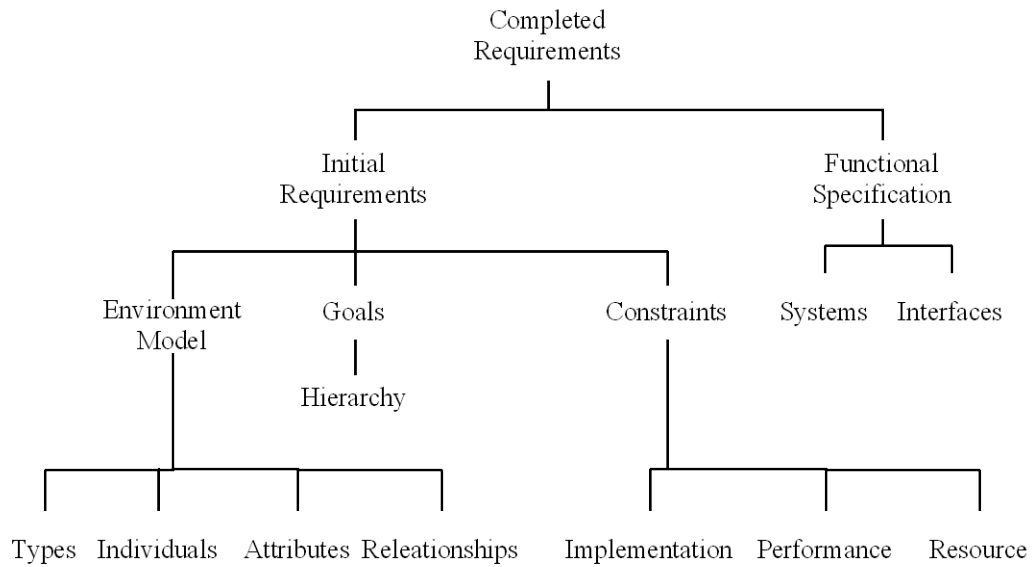 Completed
Requirements
Initial
Requirements
Functional
Specification
Environment
Model
Goals
Constraints
Systems
Interfaces
Hierarchy
Types
Individuals
Attributes
Releationships
Implementation
Performance
Resource